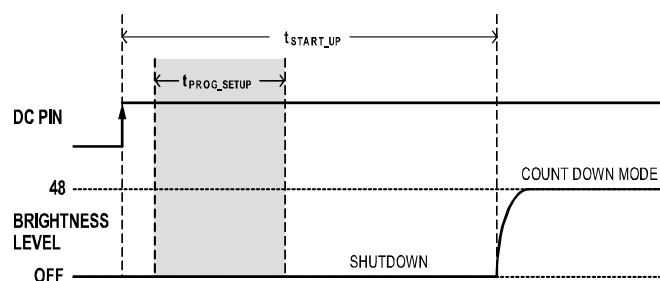 tSTART_UP
tPROG_SETUP
DC PIN
48
COUNT DOWN MODE
BRIGHTNESS
LEVEL
SHUTDOWN
OFF